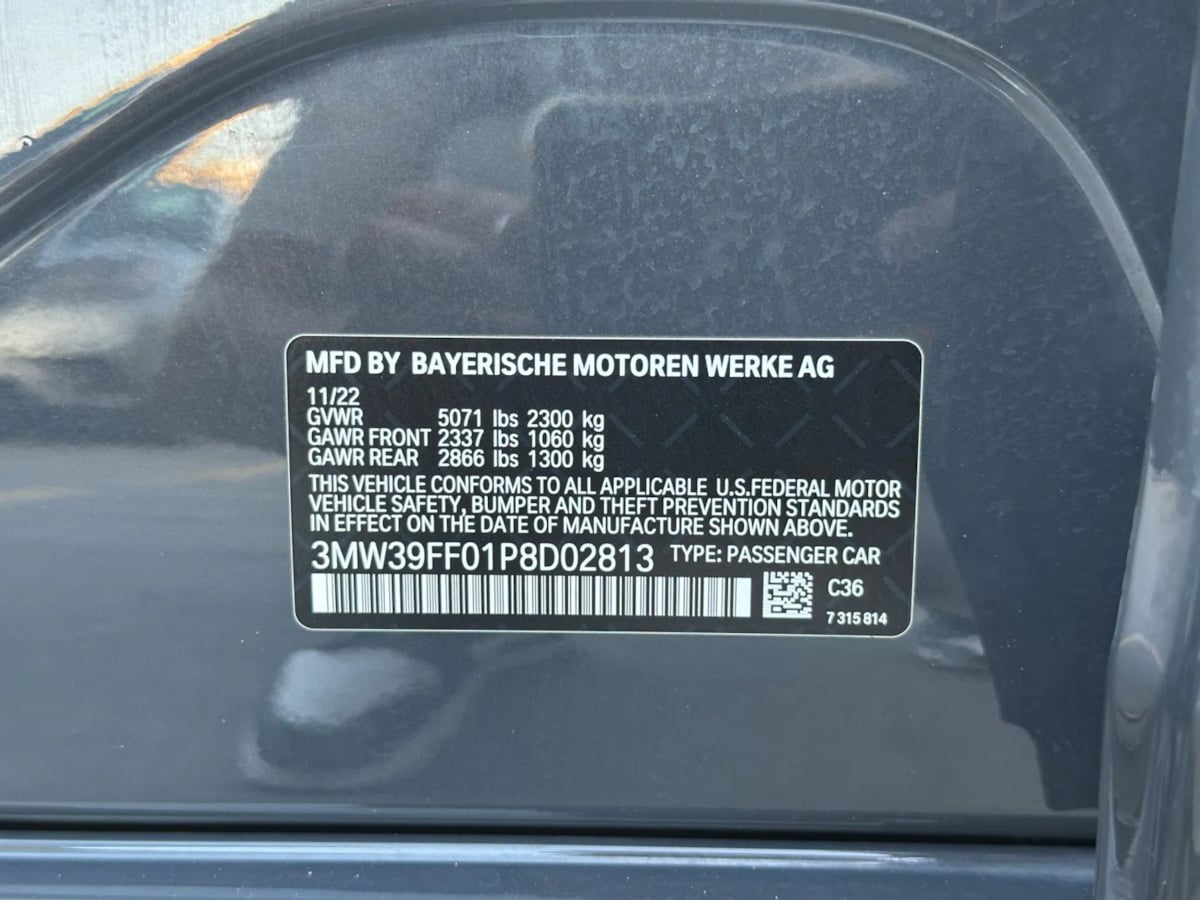 MFD BY BAYERISCHE MOTOREN WERKE AG
11/22
GVWR 5071 lbs 2300 kg
GAWR FRONT 2337 lbs 1060 kg
GAWR REAR 2866 lbs 1300 kg
THIS VEHICLE CONFORMS TO ALL APPLICABLE U.S.FEDERAL MOTOR
VEHICLE SAFETY, BUMPER AND THEFT PREVENTION STANDARDS
IN EFFECT ON THE DATE OF MANUFACTURE SHOWN ABOVE.
3MW39FF01P8D02813 TYPE: PASSENGER CAR
C36
7 315 814